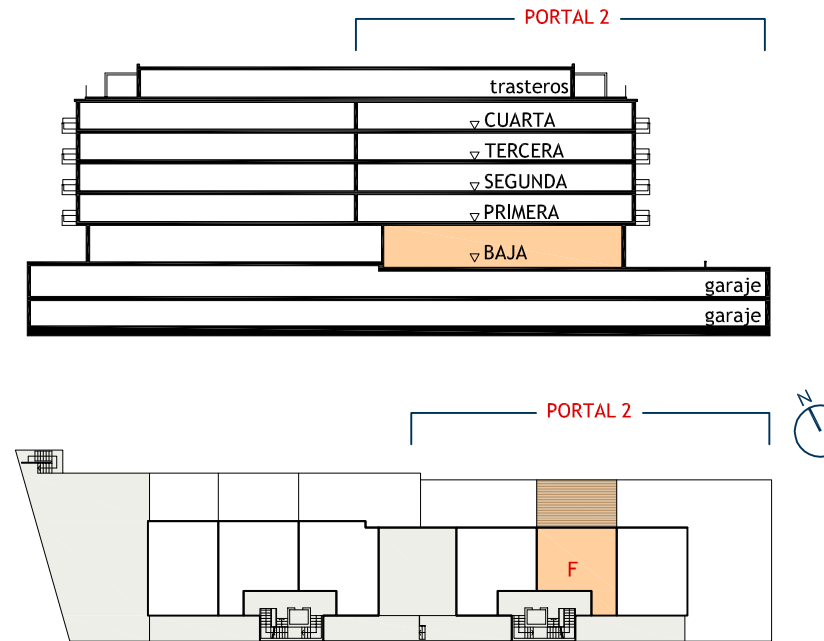 PORTAL 2
trasteros
CUARTA
TERCERA
SEGUNDA
PRIMERA
BAJA
garaje
garaje
PORTAL 2
N
F